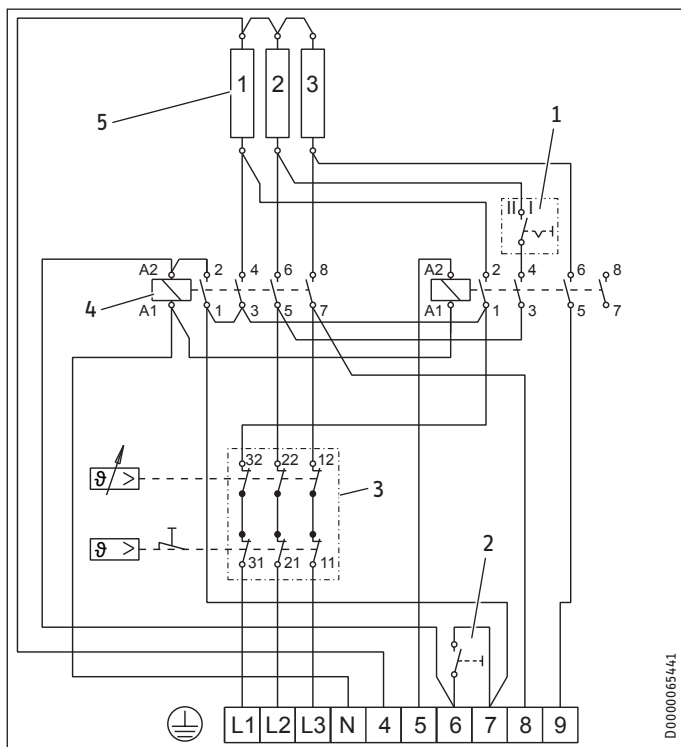 1 2 3
5
1
II I
A2 2 4 6 8 A2 2 4 6 8
4
A1 1 3 5 7 A1 1 3 5 7
32 22 12
ϑ >
3
ϑ >
31 21 11
2
L1 L2 L3 N 4 5 6 7 8 9
D0000065441